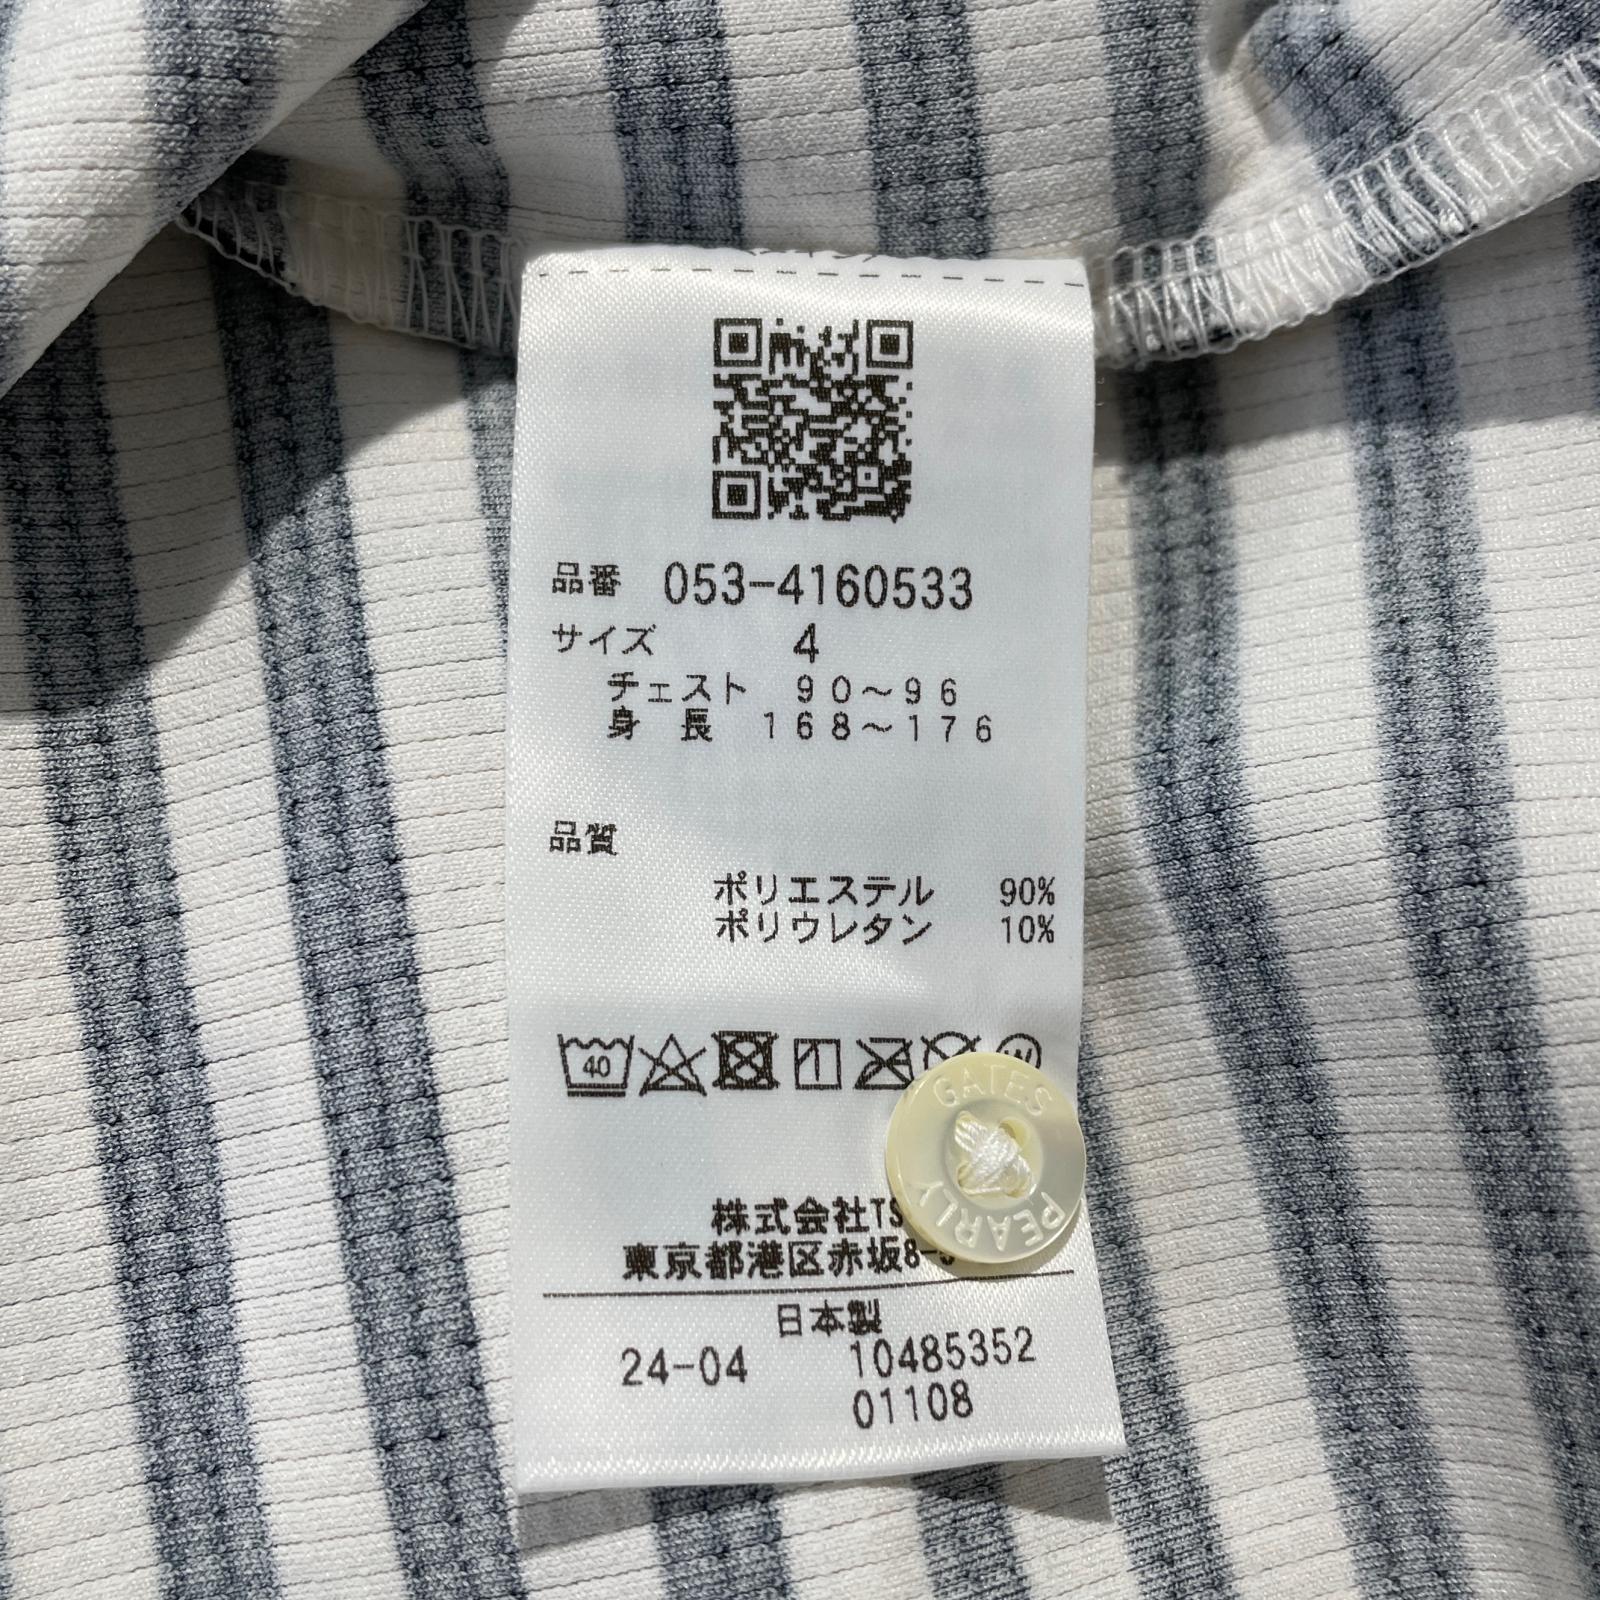 品番 053-4160533
サイズ 4
チェスト 90～96
身 長 168～176
品質
ポリエステル 90%
ポリウレタン 10%
40
W
GATES
PEARLY
株式会社TS
東京都港区赤坂8-5
日本製
24-04 10485352
01108